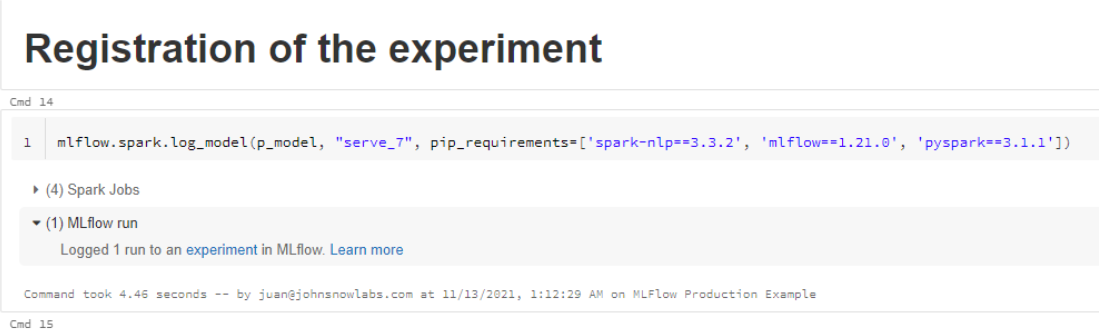 Registration of the experiment
Cmd 14
1 mlflow.spark.log_model(p_model, "serve_7", pip_requirements=['spark-nlp==3.3.2', 'mlflow==1.21.0', 'pyspark==3.1.1'])
(4) Spark Jobs
(1) MLflow run
Logged 1 run to an experiment in MLflow. Learn more
Command took 4.46 seconds -- by juan@johnsnowlabs.com at 11/13/2021, 1:12:29 AM on MLFlow Production Example
Cmd 15